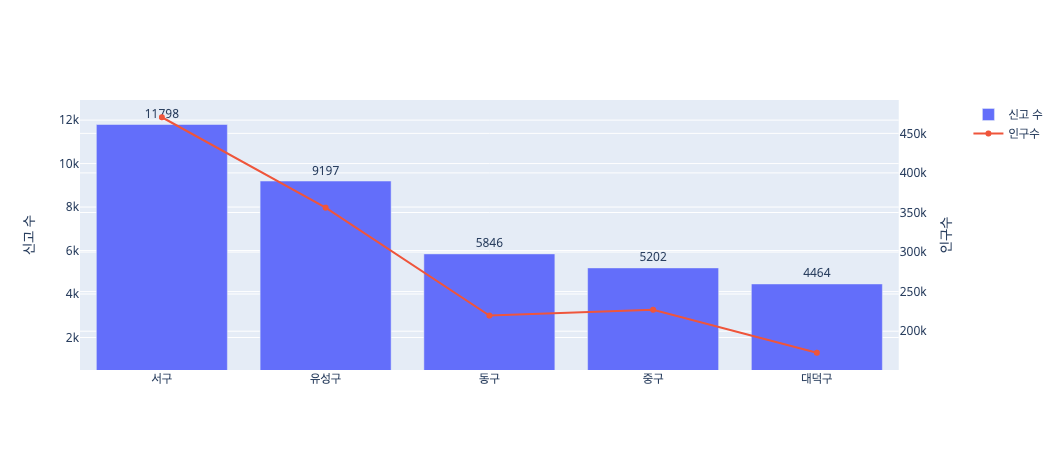 11798
9197
5846
5202
4464
12k
10k
8k
6k
4k
2k
신고 수
450k
400k
350k
300k
250k
200k
인구수
서구
유성구
동구
중구
대덕구
신고 수
인구수